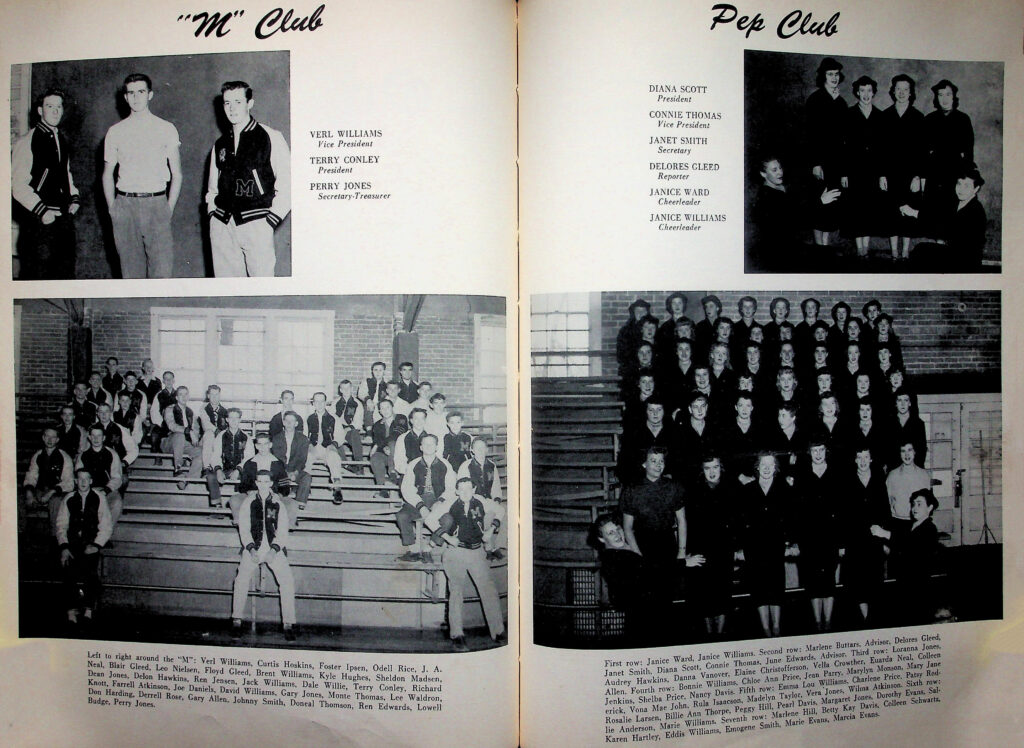 "M" Club
VERL WILLIAMS
Vice President
TERRY CONLEY
President
PERRY JONES
Secretary-Treasurer
M
Left to right around the "M": Verl Williams, Curtis Hoskins, Foster Ipsen, Odell Rice, J. A.
Neal, Blair Gleed, Leo Nielsen, Floyd Gleed, Brent Williams, Kyle Hughes, Sheldon Madsen,
Dean Jones, Delon Hawkins, Ren Jensen, Jack Williams, Dale Willie, Terry Conley, Richard
Knott, Farrell Atkinson, Joe Daniels, David Williams, Gary Jones, Monte Thomas, Lee Waldron,
Don Harding, Derrell Rose, Gary Allen, Johnny Smith, Doneal Thomson, Ren Edwards, Lowell
Budge, Perry Jones.
Pep Club
DIANA SCOTT
President
CONNIE THOMAS
Vice President
JANET SMITH
Secretary
DELORES GLEED
Reporter
JANICE WARD
Cheerleader
JANICE WILLIAMS
Cheerleader
First row: Janice Ward, Janice Williams. Second row: Marlene Buttars, Advisor, Delores Gleed,
Janet Smith, Diana Scott, Connie Thomas, June Edwards, Advisor. Third row: Loranna Jones,
Audrey Harkins, Danna Vanover, Elaine Christofferson, Vella Crowther, Euarda Neal, Colleen
Allen. Fourth row: Bonnie Williams, Chloe Ann Price, Jean Parry, Marylyn Monson, Mary Jane
Jenkins, Shelba Price, Nancy Davis. Fifth row: Emma Lou Williams, Charlene Price, Patsy Rod-
erick, Vona Mae John, Rula Isaacson, Madelyn Taylor, Vera Jones, Wilma Atkinson. Sixth row:
Rosalie Larsen, Billie Ann Thorpe, Peggy Hill, Pearl Davis, Margaret Jones, Dorothy Evans, Sal-
lie Anderson, Marie Williams. Seventh row: Marlene Hill, Betty Kay Davis, Colleen Schwartz,
Karen Hartley, Eddis Williams, Emogene Smith, Marie Evans, Marcia Evans.